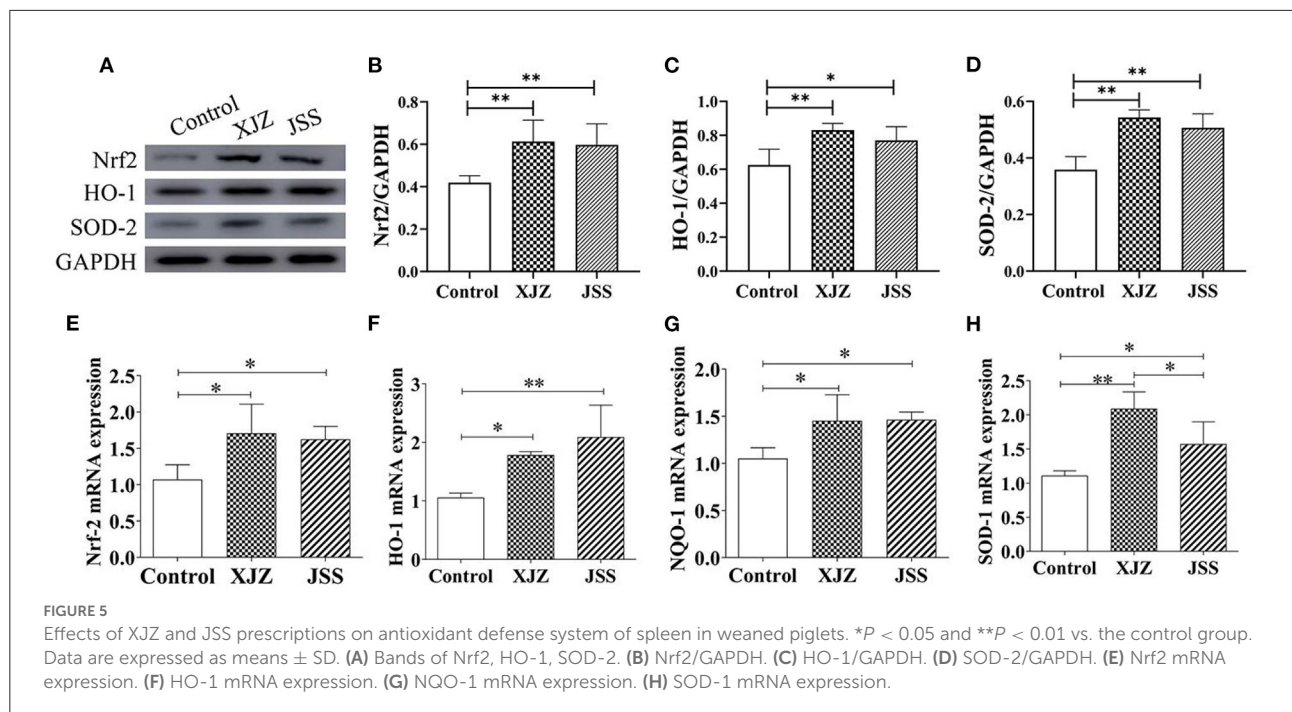 A
Control XJZ JSS
Nrf2
HO-1
SOD-2
GAPDH
B
Nrf2/GAPDH
0.8
0.6
0.4
0.2
0.0
**
**
Control XJZ JSS
C
HO-1/GAPDH
1.0
0.8
0.6
0.4
0.2
0.0
*
**
Control XJZ JSS
D
SOD-2/GAPDH
0.6
0.4
0.2
0.0
**
**
Control XJZ JSS
E
Nrf-2 mRNA expression
2.5
2.0
1.5
1.0
0.5
0.0
*
*
Control XJZ JSS
F
HO-1 mRNA expression
3
2
1
0
**
*
Control XJZ JSS
G
NQO-1 mRNA expression
2.0
1.5
1.0
0.5
0.0
*
*
Control XJZ JSS
H
SOD-1 mRNA expression
2.5
2.0
1.5
1.0
0.5
0.0
*
**
*
Control XJZ JSS
FIGURE 5
Effects of XJZ and JSS prescriptions on antioxidant defense system of spleen in weaned piglets. *P < 0.05 and **P < 0.01 vs. the control group.
Data are expressed as means ± SD. (A) Bands of Nrf2, HO-1, SOD-2. (B) Nrf2/GAPDH. (C) HO-1/GAPDH. (D) SOD-2/GAPDH. (E) Nrf2 mRNA
expression. (F) HO-1 mRNA expression. (G) NQO-1 mRNA expression. (H) SOD-1 mRNA expression.